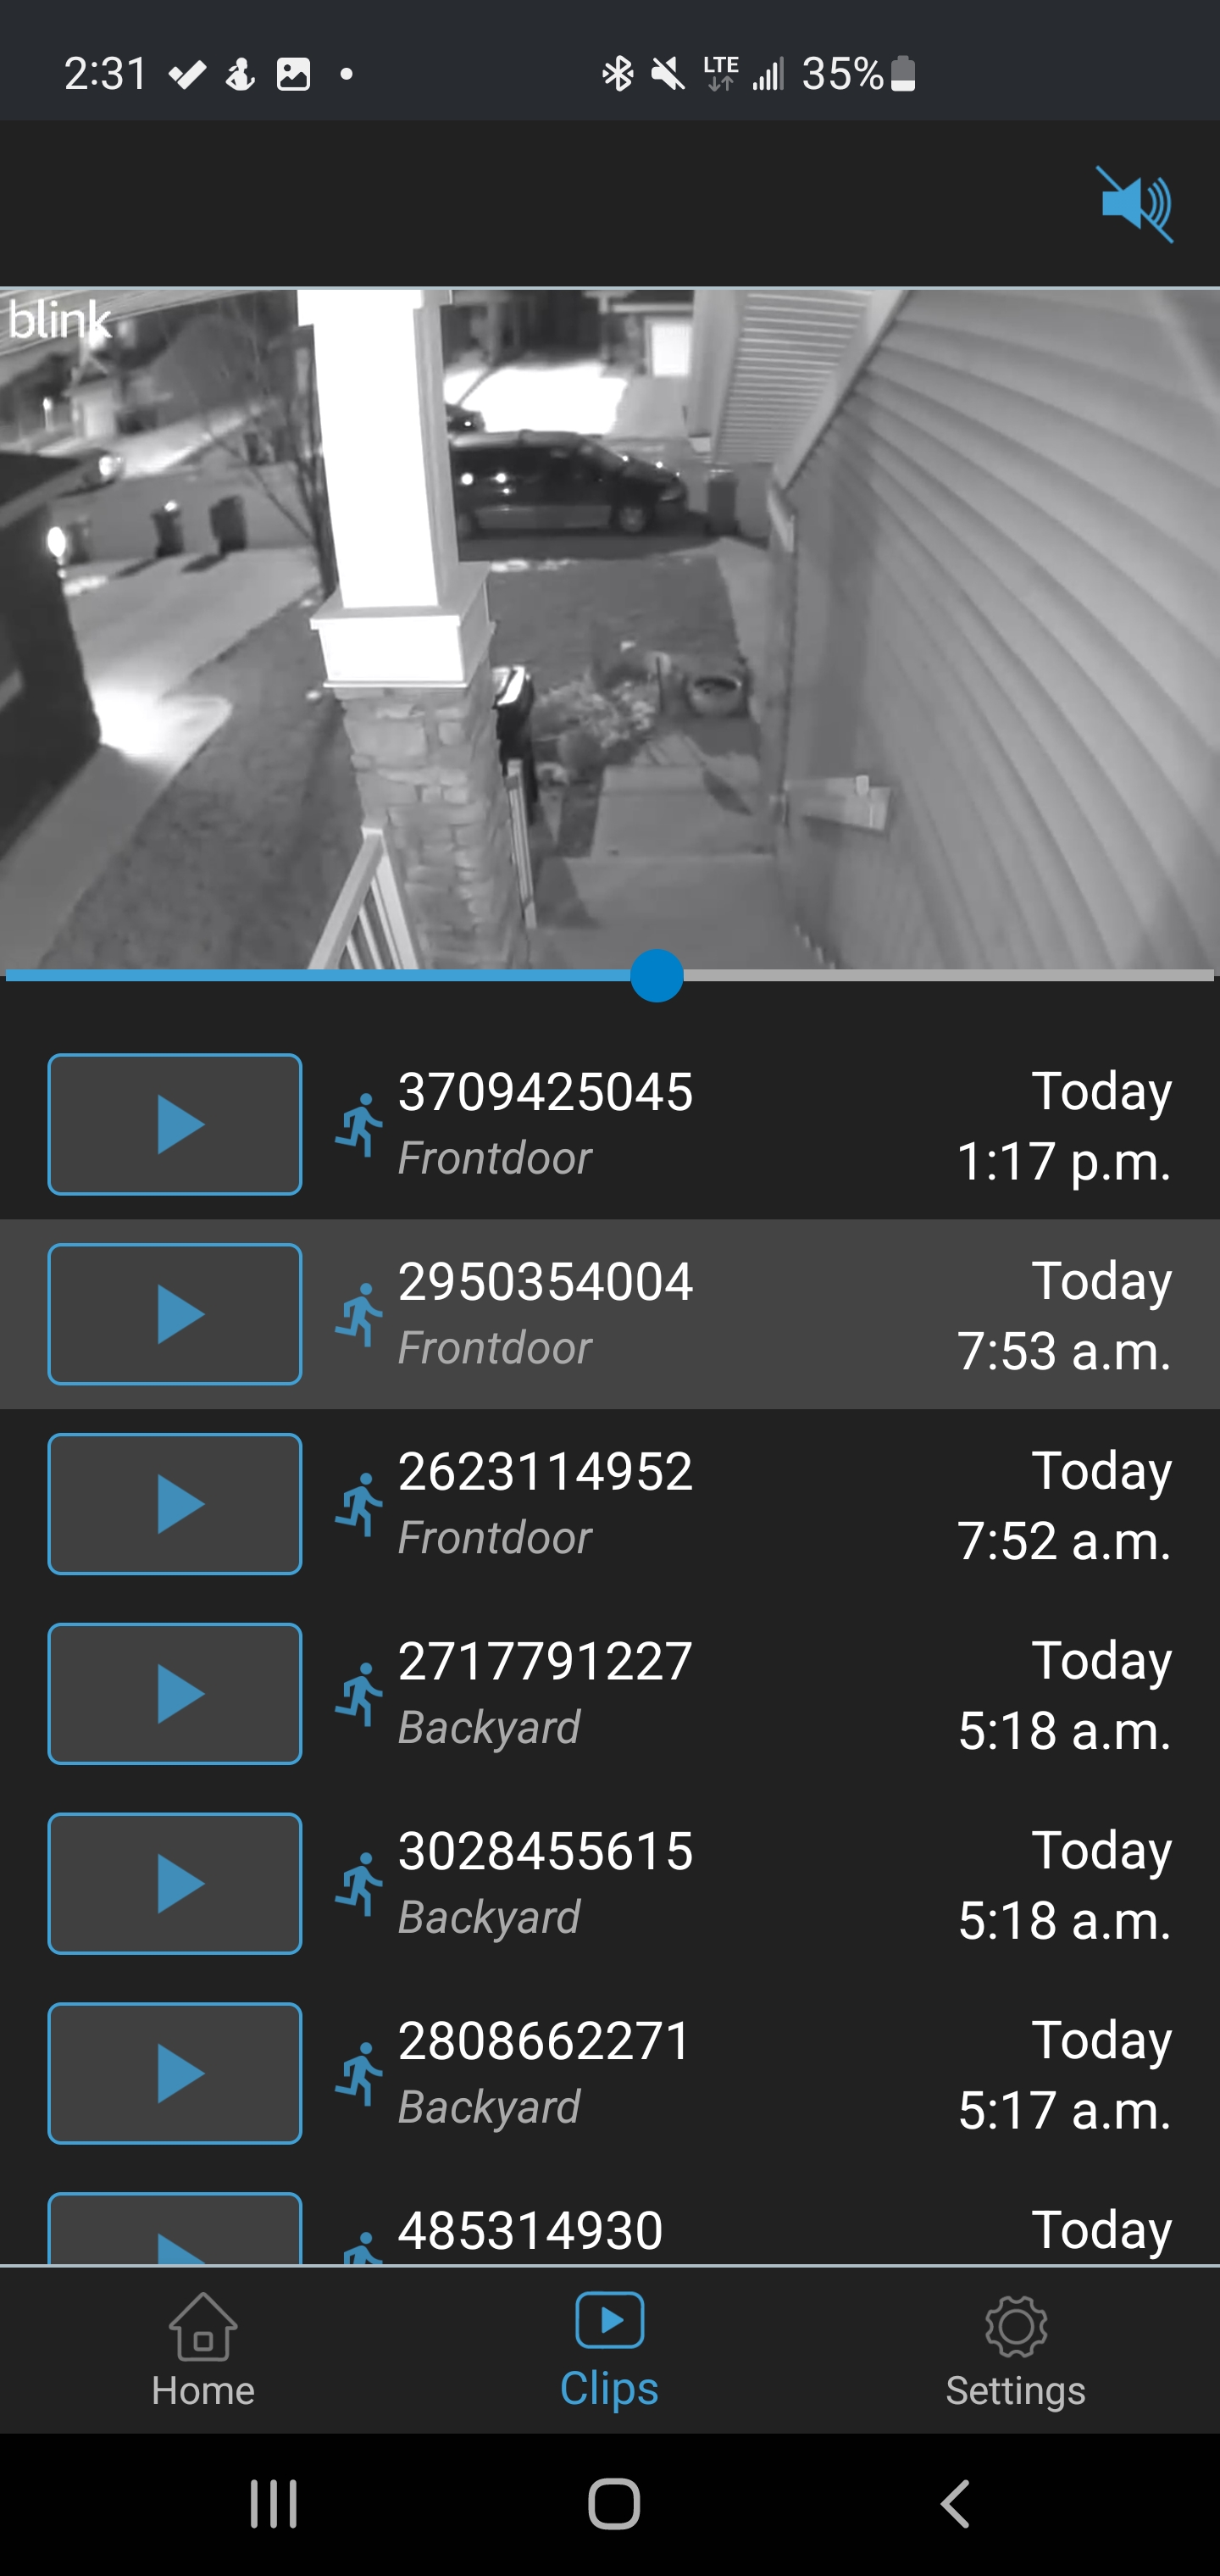 2:31 LTE 35%
blink
3709425045 Today
Frontdoor 1:17 p.m.
2950354004 Today
Frontdoor 7:53 a.m.
2623114952 Today
Frontdoor 7:52 a.m.
2717791227 Today
Backyard 5:18 a.m.
3028455615 Today
Backyard 5:18 a.m.
2808662271 Today
Backyard 5:17 a.m.
485314930 Today
Home Clips Settings